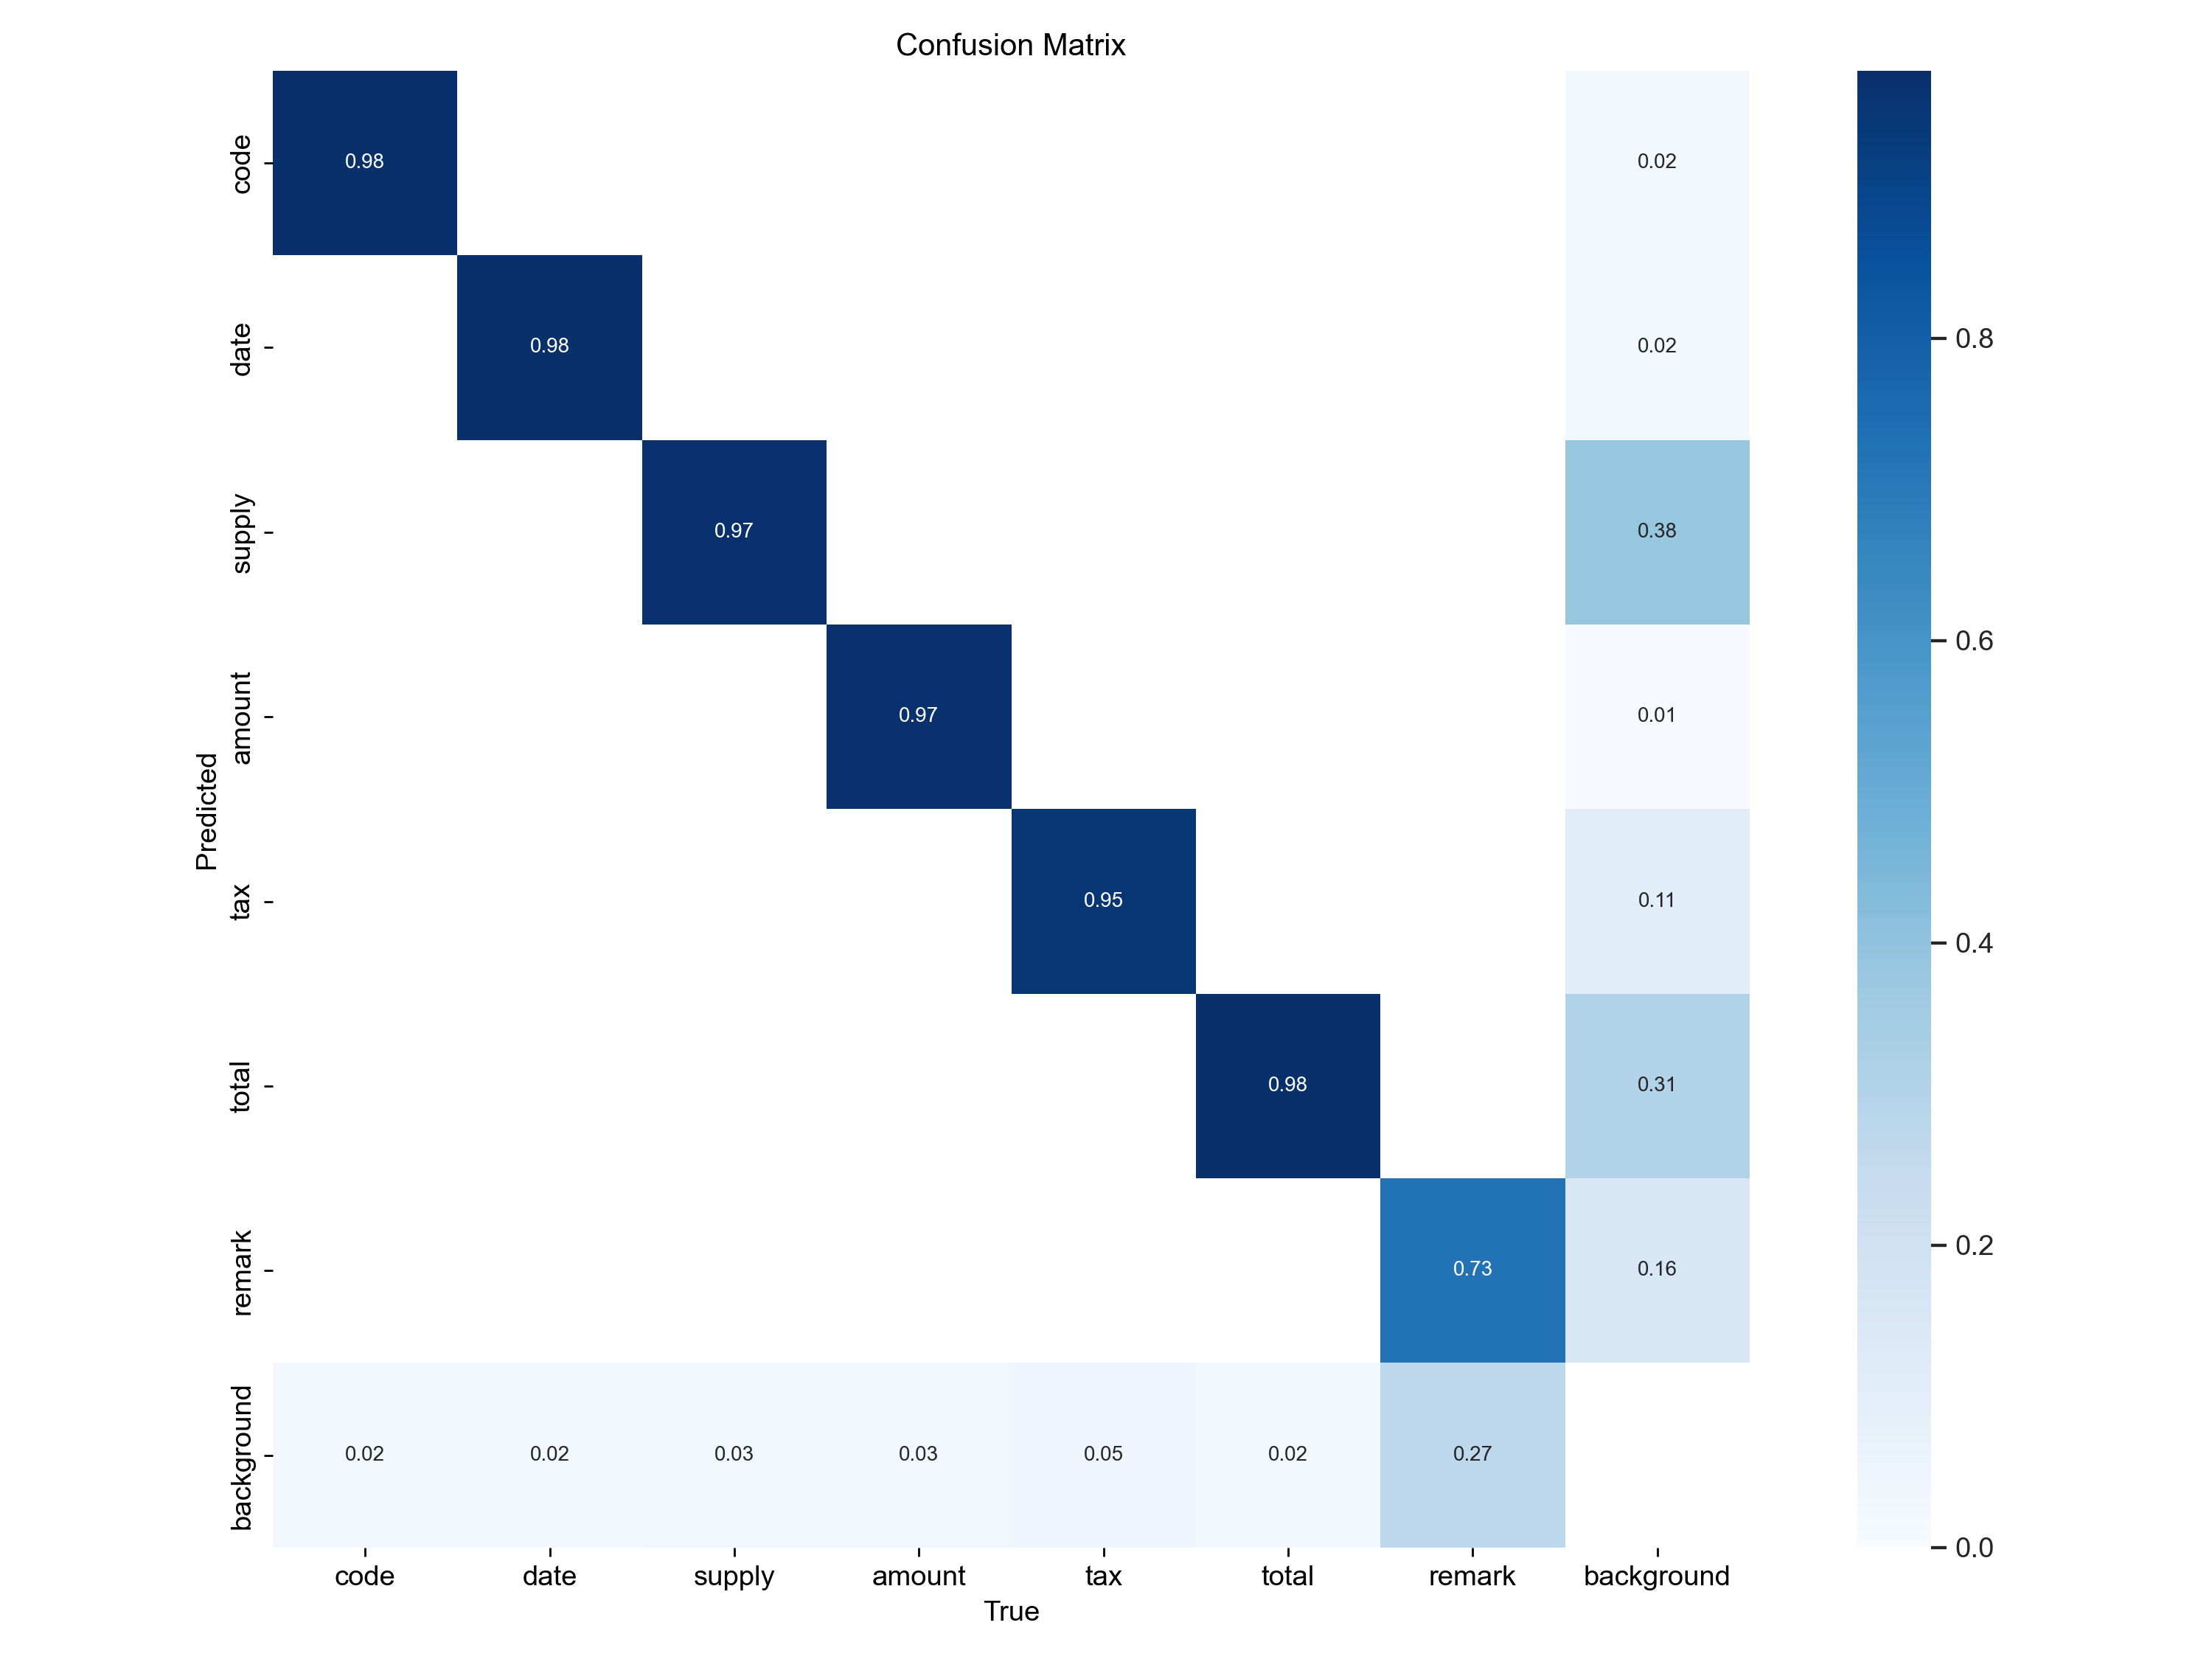 Confusion Matrix
code
0.98
0.02
date
0.98
0.02
0.8
supply
0.97
0.38
0.6
amount
0.97
0.01
Predicted
tax
0.95
0.11
0.4
total
0.98
0.31
remark
0.73
0.16
0.2
background
0.02 0.02 0.03 0.03 0.05 0.02 0.27
0.0
code date supply amount tax total remark background
True